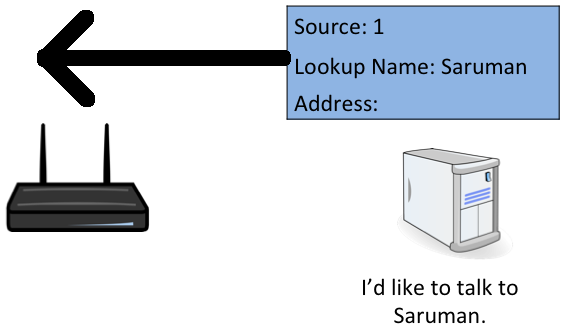 Source: 1
Lookup Name: Saruman
Address:
I’d like to talk to
Saruman.